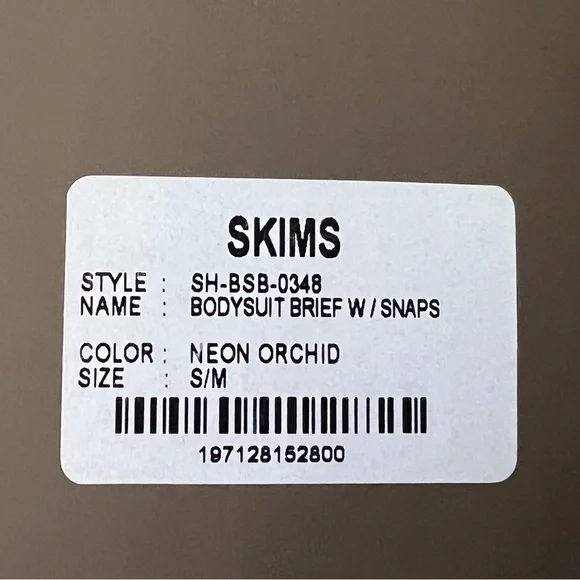 SKIMS
STYLE : SH-BSB-0348
NAME : BODYSUIT BRIEF W / SNAPS
COLOR : NEON ORCHID
SIZE : S/M
197128152800